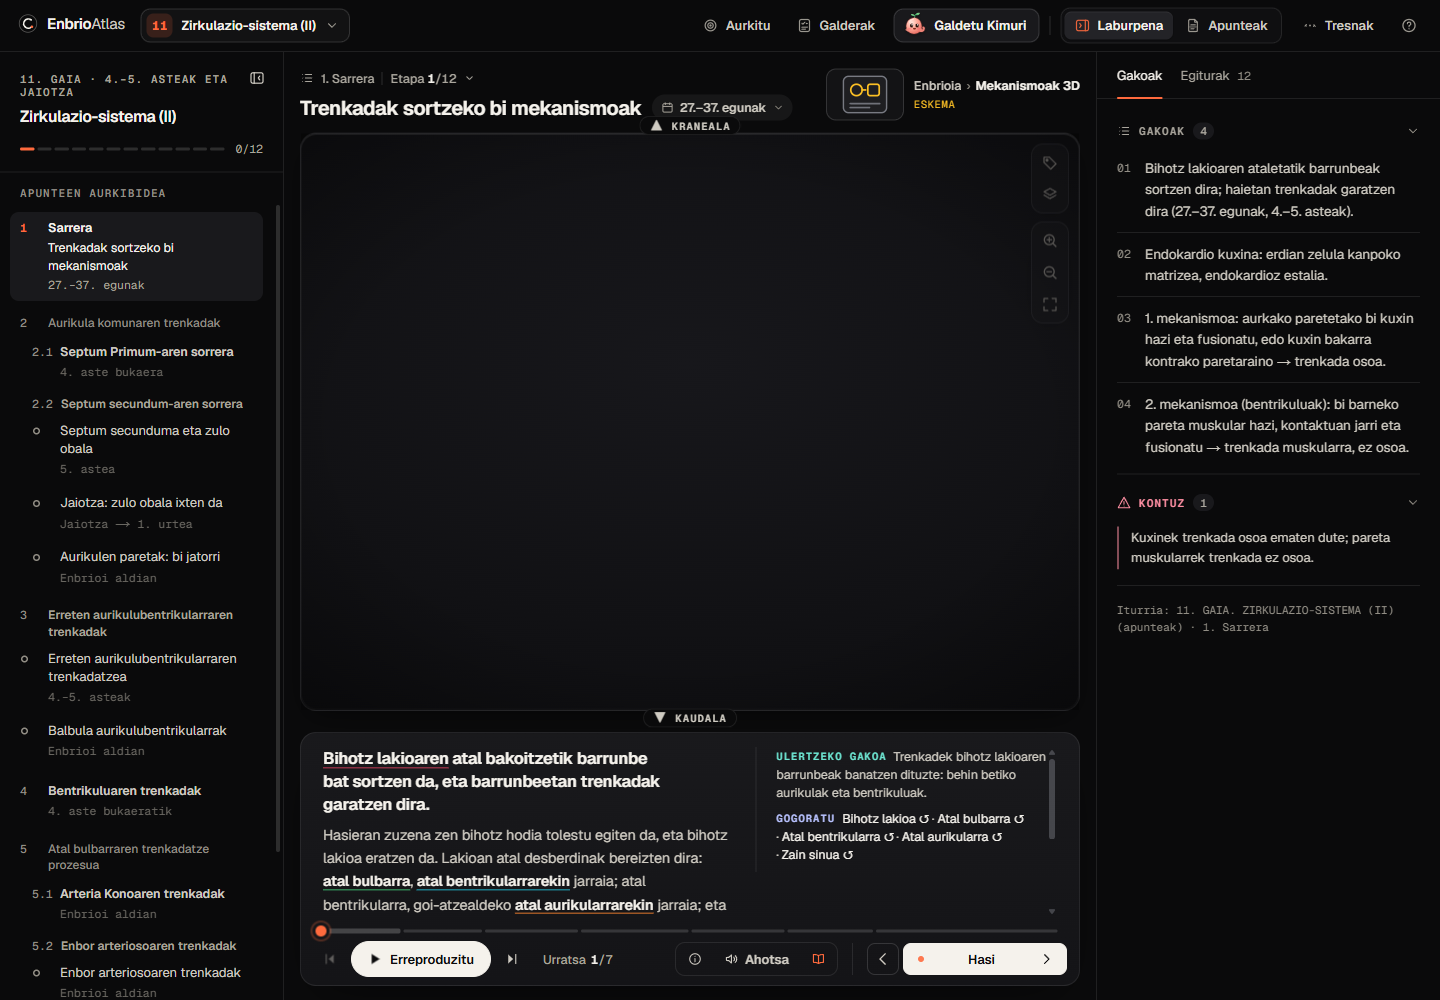 EnbrioAtlas
11 Zirkulazio-sistema (II)
Aurkitu
Galderak
Galdetu Kimuri
Laburpena
Apunteak
Tresnak
11. GAIA · 4.–5. ASTEAK ETA
JAIOTZA
Zirkulazio-sistema (II)
0/12
APUNTEEN AURKIBIDEA
1 Sarrera
Trenkadak sortzeko bi
mekanismoak
27.–37. egunak
2 Aurikula komunaren trenkadak
2.1 Septum Primum-aren sorrera
4. aste bukaera
2.2 Septum secundum-aren sorrera
Septum secunduma eta zulo
obala
5. astea
Jaiotza: zulo obala ixten da
Jaiotza → 1. urtea
Aurikulen paretak: bi jatorri
Enbrioi aldian
3 Erreten aurikulubentrikularraren
trenkadak
Erreten aurikulubentrikularraren
trenkadatzea
4.–5. asteak
Balbula aurikulubentrikularrak
Enbrioi aldian
4 Bentrikuluaren trenkadak
4. aste bukaeratik
5 Atal bulbarraren trenkadatze
prozesua
5.1 Arteria Konoaren trenkadak
Enbrioi aldian
5.2 Enbor arteriosoaren trenkadak
Enbor arteriosoaren trenkadak
Enbrioi aldian
1. Sarrera
Etapa 1/12
Trenkadak sortzeko bi mekanismoak
27.–37. egunak
Enbrioia › Mekanismoak 3D
ESKEMA
▲ KRANEALA
▼ KAUDALA
Bihotz lakioaren atal bakoitzetik barrunbe
bat sortzen da, eta barrunbeetan trenkadak
garatzen dira.
Hasieran zuzena zen bihotz hodia tolestu egiten da, eta bihotz
lakioa eratzen da. Lakioan atal desberdinak bereizten dira:
atal bulbarra, atal bentrikularrarekin jarraia; atal
bentrikularra, goi-atzealdeko atal aurikularrarekin jarraia; eta
ULERTZEKO GAKOA Trenkadek bihotz lakioaren
barrunbeak banatzen dituzte: behin betiko
aurikulak eta bentrikuluak.
GOGORATU Bihotz lakioa ↺ · Atal bulbarra ↺
· Atal bentrikularra ↺ · Atal aurikularra ↺
· Zain sinua ↺
Erreproduzitu
Urratsa 1/7
Ahotsa
Hasi
Gakoak
Egiturak 12
GAKOAK 4
01 Bihotz lakioaren ataletatik barrunbeak
sortzen dira; haietan trenkadak garatzen
dira (27.–37. egunak, 4.–5. asteak).
02 Endokardio kuxina: erdian zelula kanpoko
matrizea, endokardioz estalia.
03 1. mekanismoa: aurkako paretetako bi kuxin
hazi eta fusionatu, edo kuxin bakarra
kontrako paretaraino → trenkada osoa.
04 2. mekanismoa (bentrikuluak): bi barneko
pareta muskular hazi, kontaktuan jarri eta
fusionatu → trenkada muskularra, ez osoa.
KONTUZ 1
Kuxinek trenkada osoa ematen dute; pareta
muskularrek trenkada ez osoa.
Iturria: 11. GAIA. ZIRKULAZIO-SISTEMA (II)
(apunteak) · 1. Sarrera